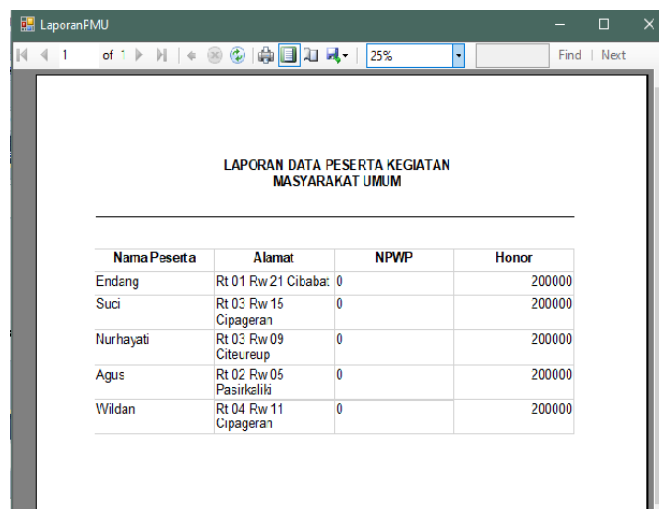 LaporanPMU
1 of 1 25% Find | Next
LAPORAN DATA PESERTA KEGIATAN
MASYARAKAT UMUM
Nama Peserta Alamat NPWP Honor
Endang Rt 01 Rw 21 Cibabat 0 200000
Suci Rt 03 Rw 15 0 200000
Cipageran
Nurhayati Rt 03 Rw 09 0 200000
Citeureup
Agus Rt 02 Rw 05 0 200000
Pasirkaliki
Wildan Rt 04 Rw 11 0 200000
Cipageran